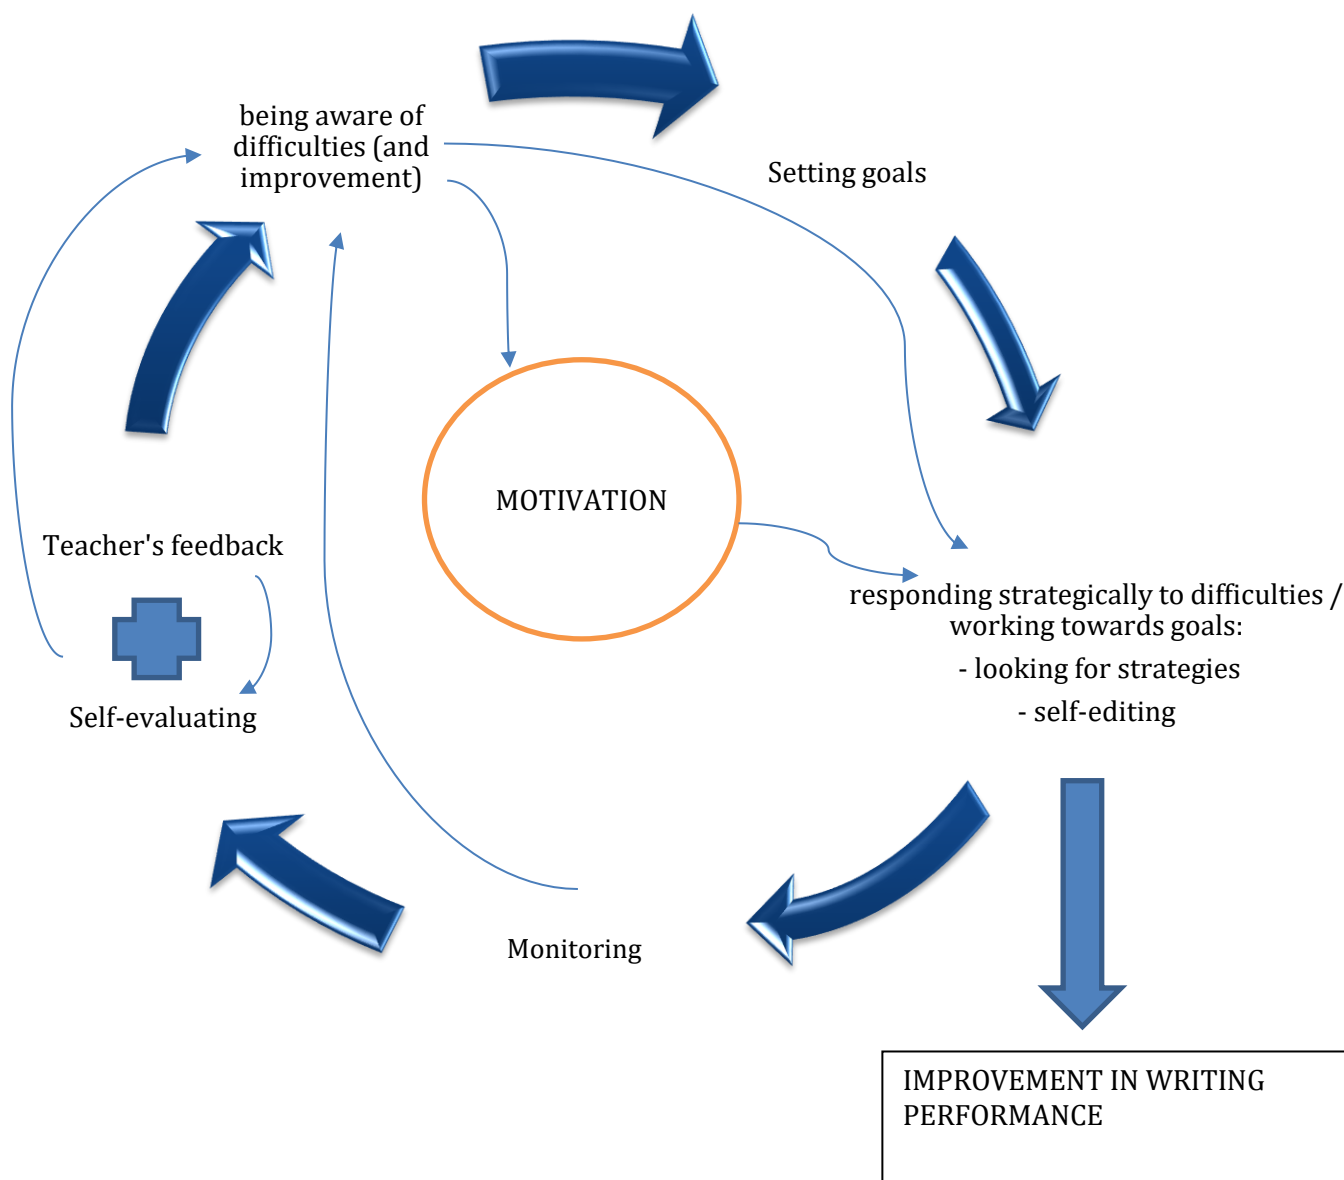 being aware of
difficulties (and
improvement)
Setting goals
MOTIVATION
Teacher's feedback
Self-evaluating
responding strategically to difficulties /
working towards goals:
- looking for strategies
- self-editing
Monitoring
IMPROVEMENT IN WRITING
PERFORMANCE